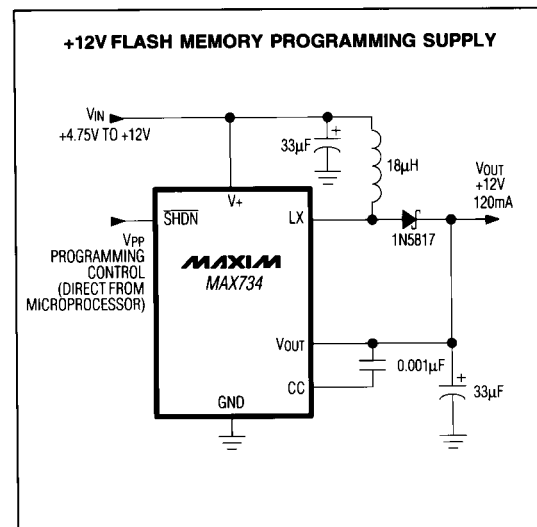 +12V FLASH MEMORY PROGRAMMING SUPPLY
VIN
+4.75V TO +12V
33µF
+
18µH
VOUT
+12V
120mA
V+
SHDN
LX
1N5817
VPP
PROGRAMMING
CONTROL
(DIRECT FROM
MICROPROCESSOR)
MAXIM
MAX734
VOUT
0.001µF
CC
+
33µF
GND